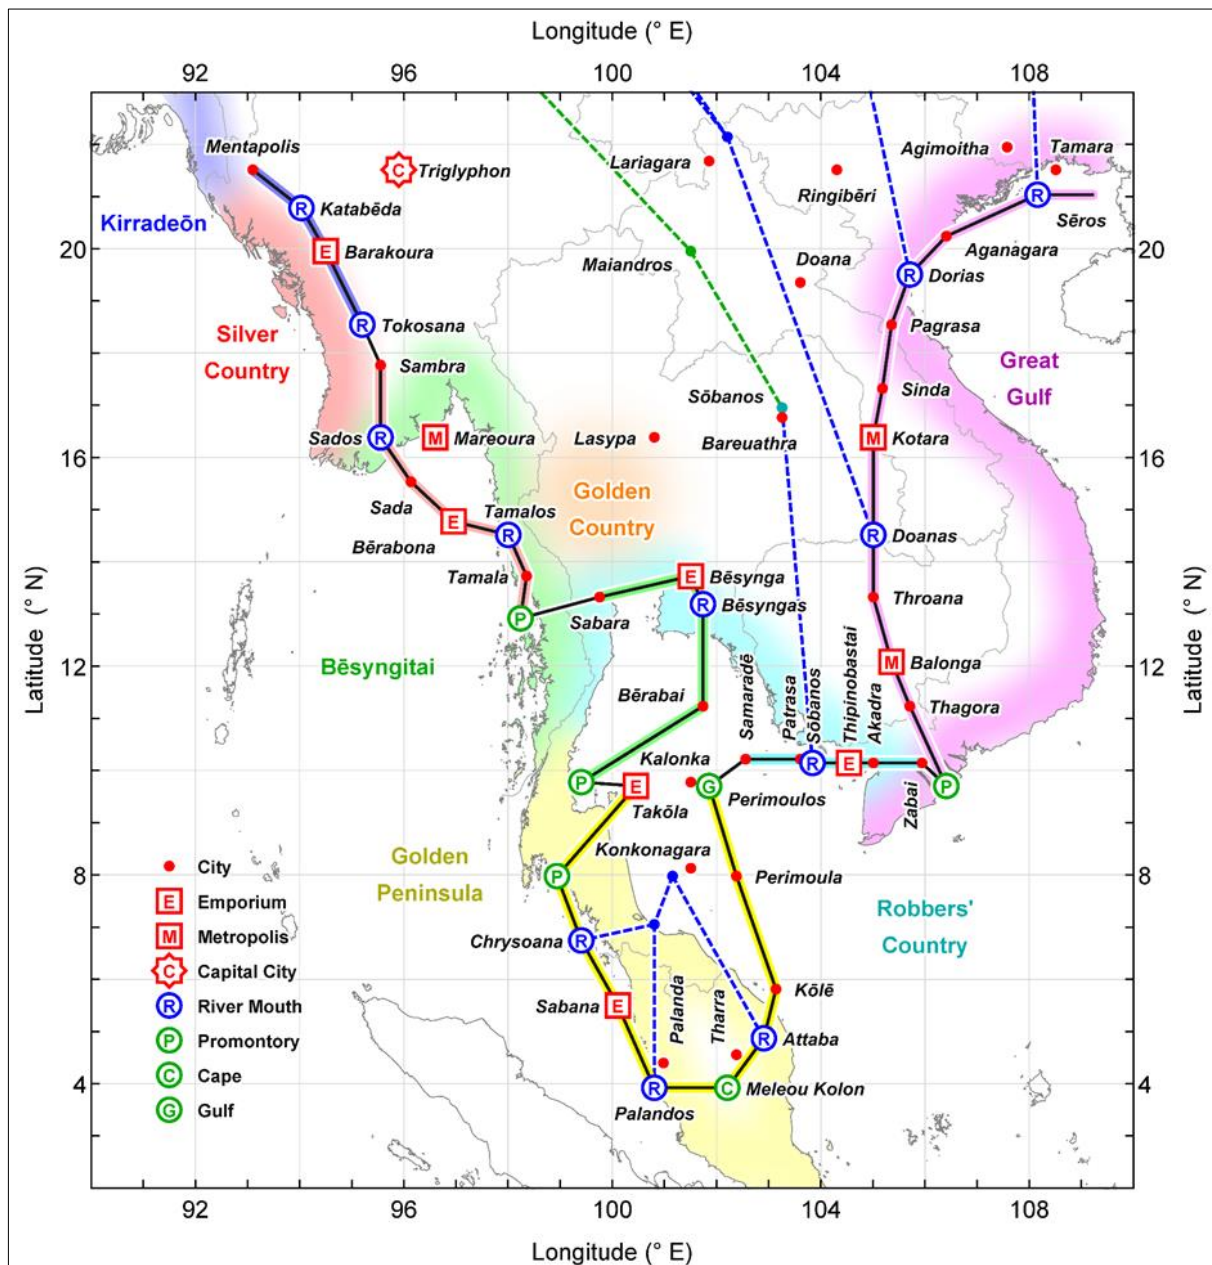 Longitude (° E)
92
96
100
104
108
Mentapolis
Triglyphon
C
Lariagara
Ringibēri
Agimoitha
Tamara
Kirradeōn
R
Katabēda
R
Sēros
20
E
Barakoura
Maiandros
Doana
Aganagara
20
R
Dorias
Silver
Country
R
Tokosana
Pagrasa
Great
Gulf
Sambra
Sōbanos
Sinda
Sados
R
M
Mareoura
Lasypa
Bareuathra
M
Kotara
16
16
Sada
Golden
Country
E
Tamalos
Bērabona
R
R
Doanas
Tamala
E
Bēsynga
P
Sabara
R
Bēsyngas
Throana
12
12
Bēsyngitai
M
Balonga
Bērabai
Samaradē
Patrasa
Sōbanos
Thipinobastai
Akadra
Thagora
Kalonka
R
E
P
E
Takōla
G
Perimoulos
Zabai
P
Latitude (° N)
Latitude (° N)
Golden
Peninsula
Konkonagara
8
P
Perimoula
8
Robbers'
Country
Chrysoana
R
Sabana
E
Palanda
Tharra
Kōlē
R
Attaba
4
R
C
Meleou Kolon
4
Palandos
City
E Emporium
M Metropolis
C Capital City
R River Mouth
P Promontory
C Cape
G Gulf
92
96
100
104
108
Longitude (° E)